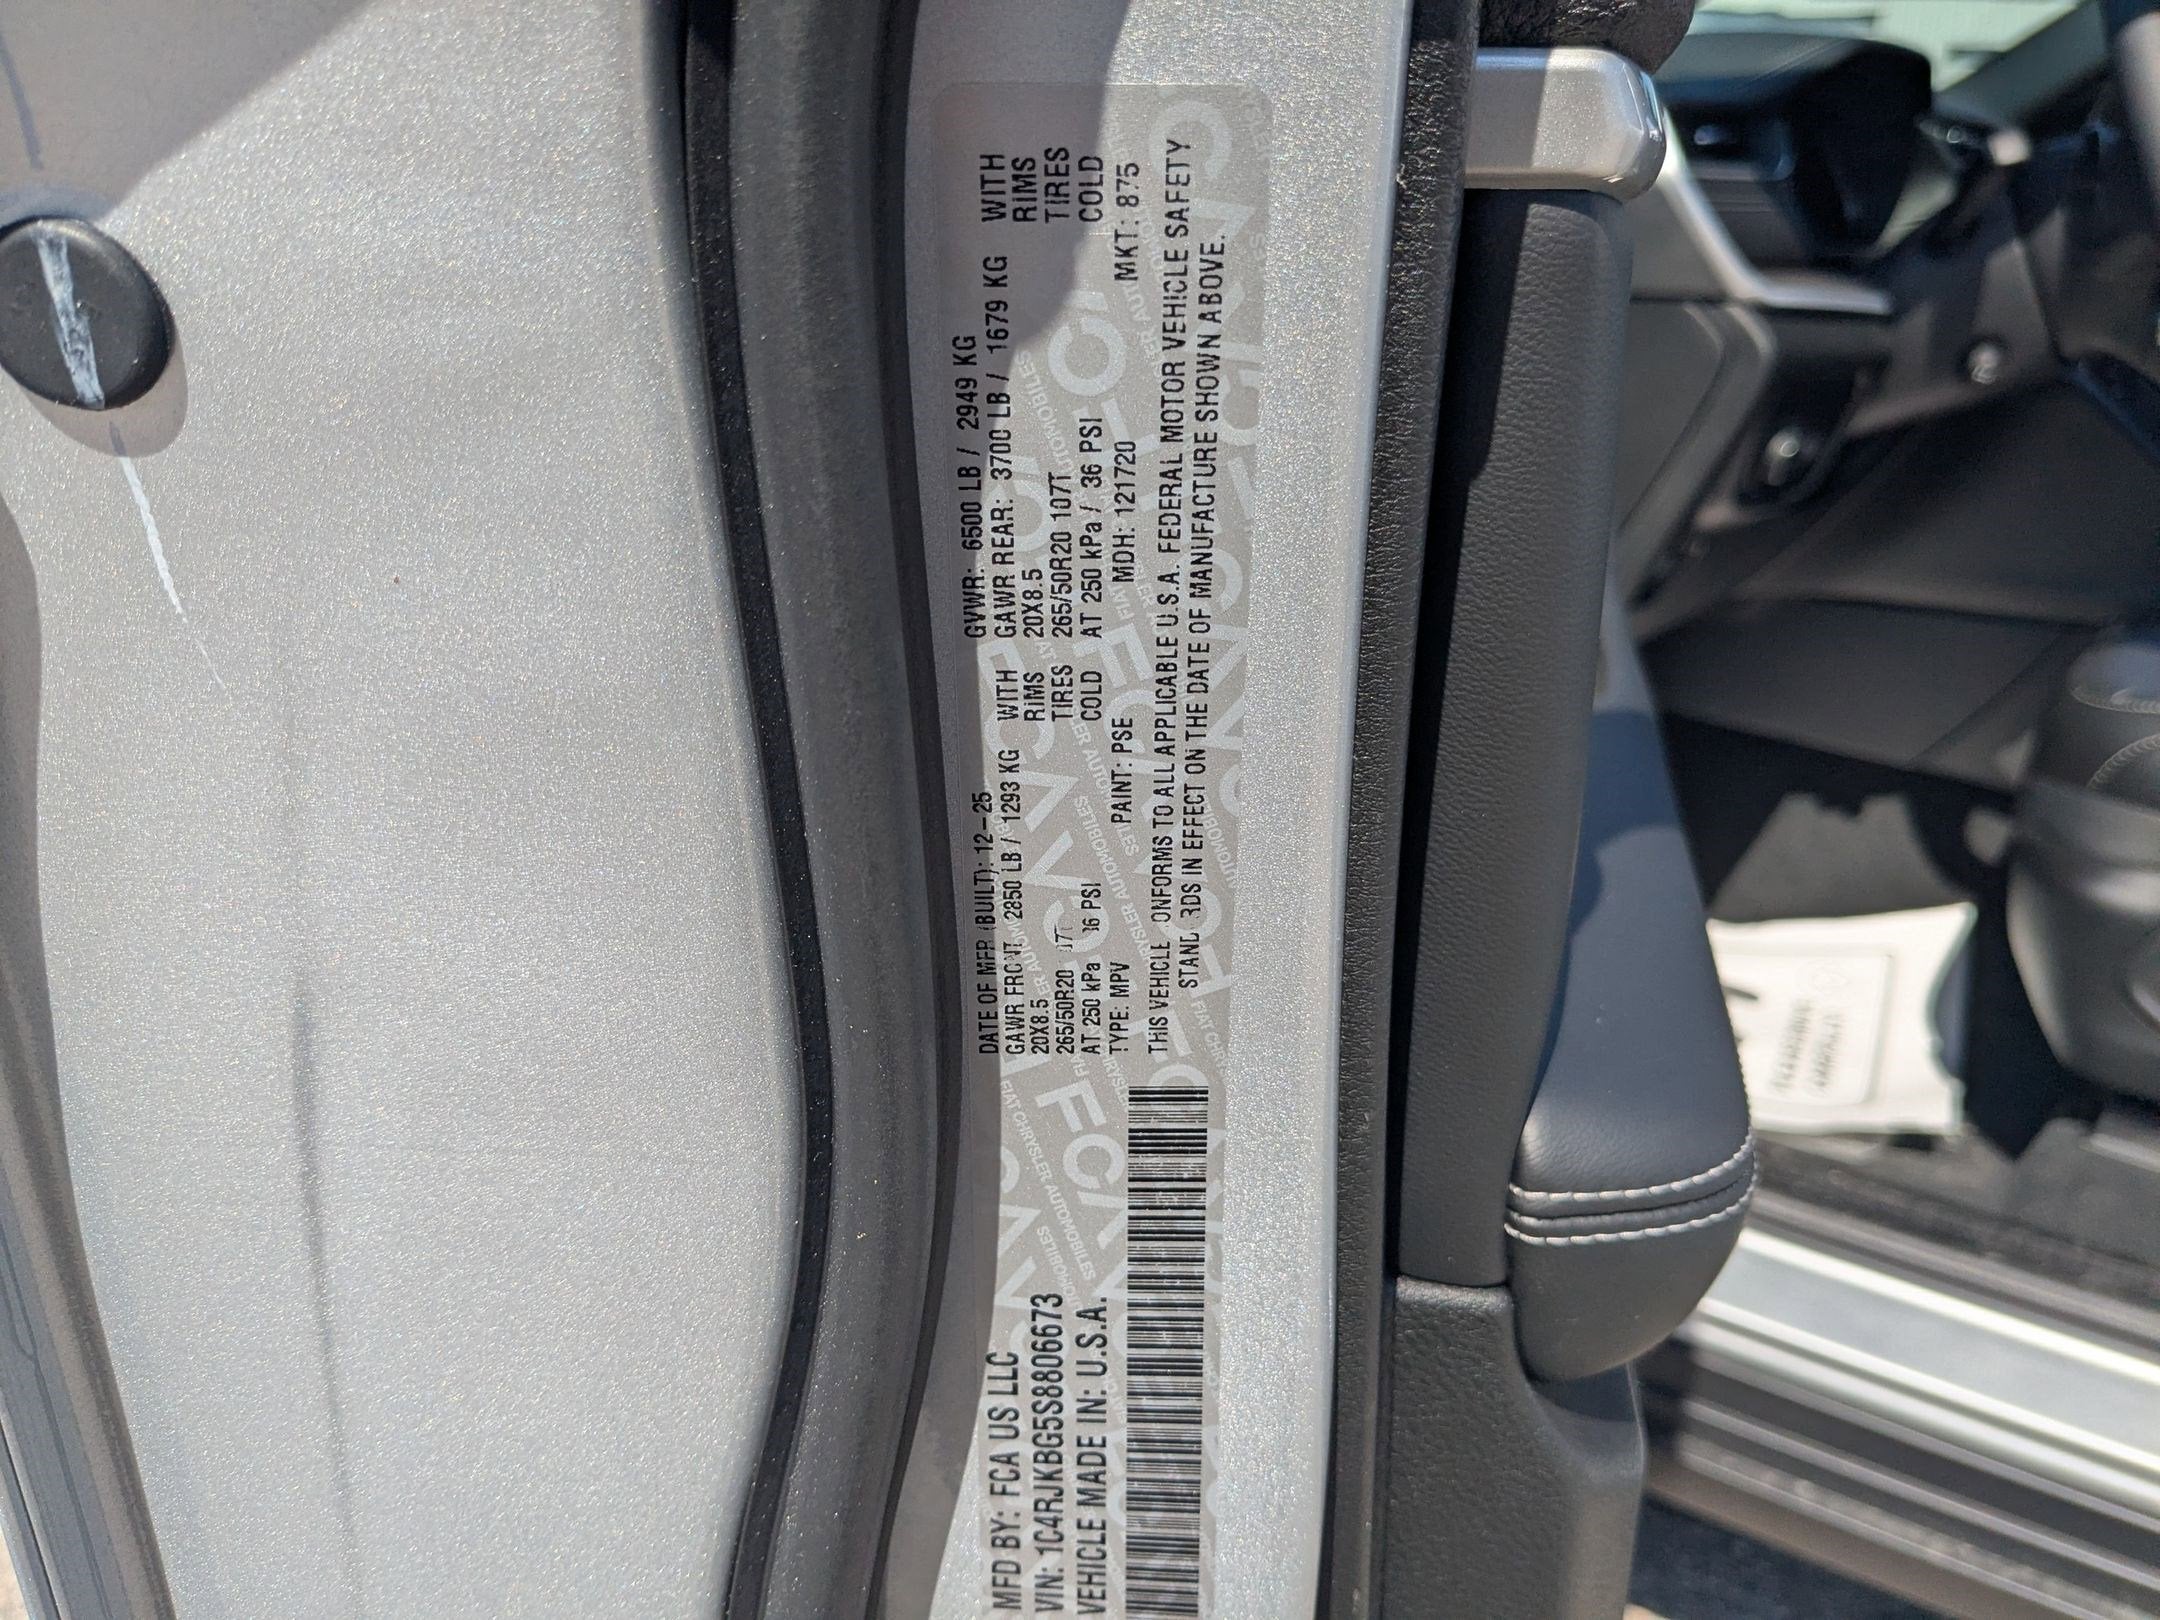 MFD BY: FCA US LLC
VIN: 1C4RJKBG5S8806673
VEHICLE MADE IN: U.S.A.
DATE OF MFR (BUILT): 12-25 GVWR: 6500 LB / 2949 KG
GAWR FRONT 2850 LB / 1293 KG WITH GAWR REAR: 3700 LB / 1679 KG WITH
20X8.5 RIMS 20X8.5 RIMS
265/50R20 TIRES 265/50R20 107T TIRES
AT 250 kPa PSI COLD AT 250 kPa / 36 PSI COLD
TYPE: MPV PAINT: PSE MDH: 121720 MKT: 875
THIS VEHICLE ONFORMS TO ALL APPLICABLE U.S.A. FEDERAL MOTOR VEHICLE SAFETY
STAND RDS IN EFFECT ON THE DATE OF MANUFACTURE SHOWN ABOVE.